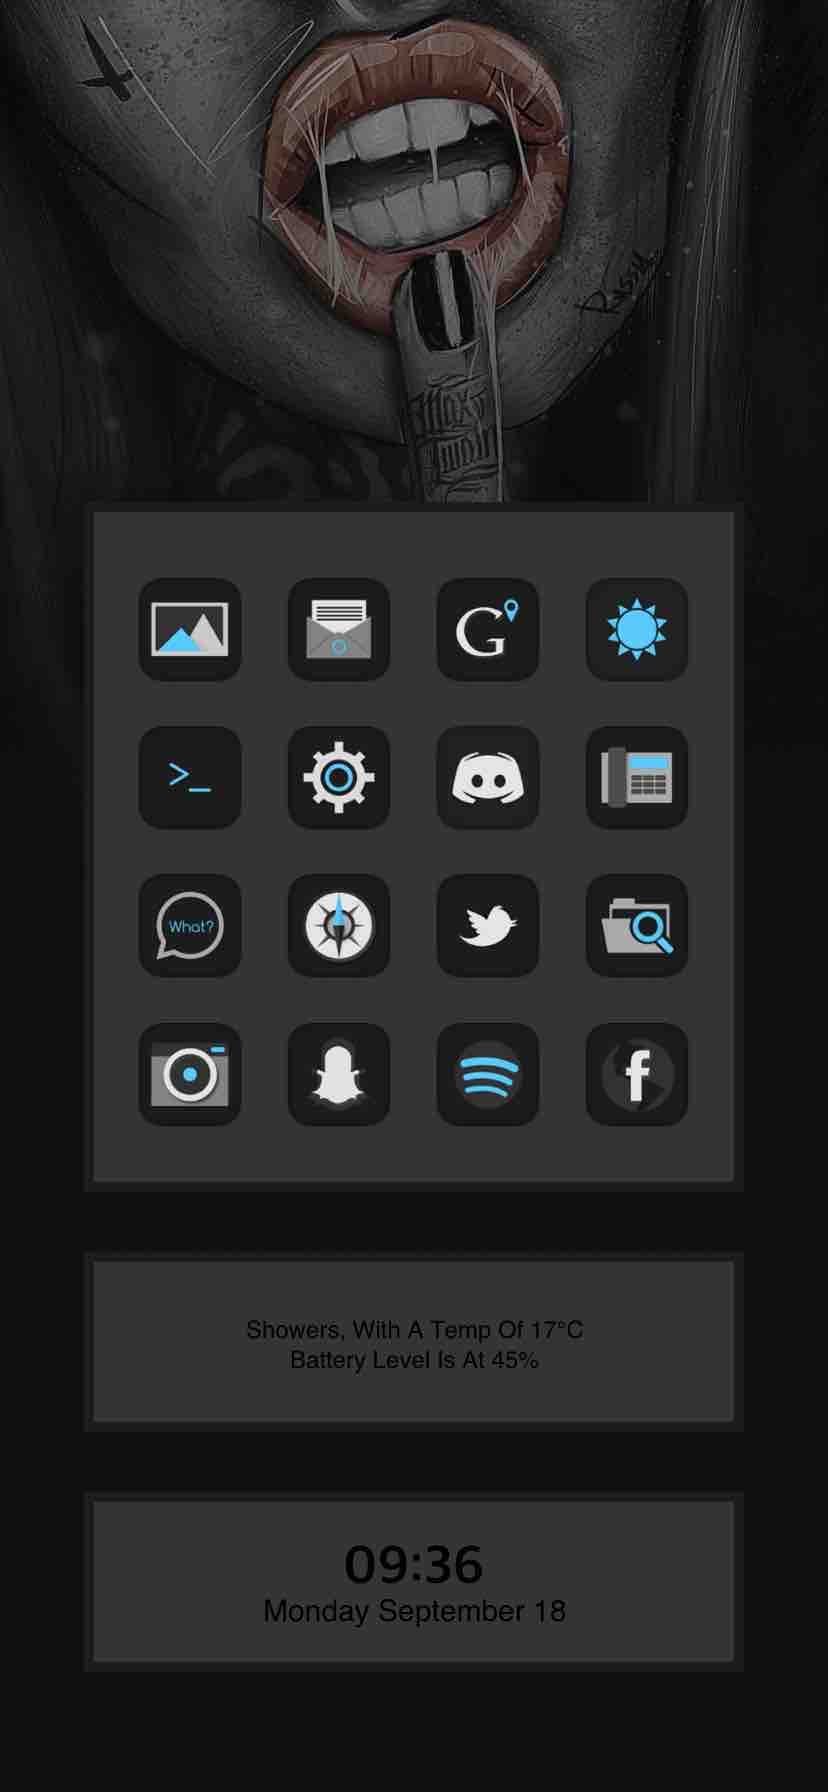 G
>_
What?
f
Showers, With A Temp Of 17°C
Battery Level Is At 45%
09:36
Monday September 18